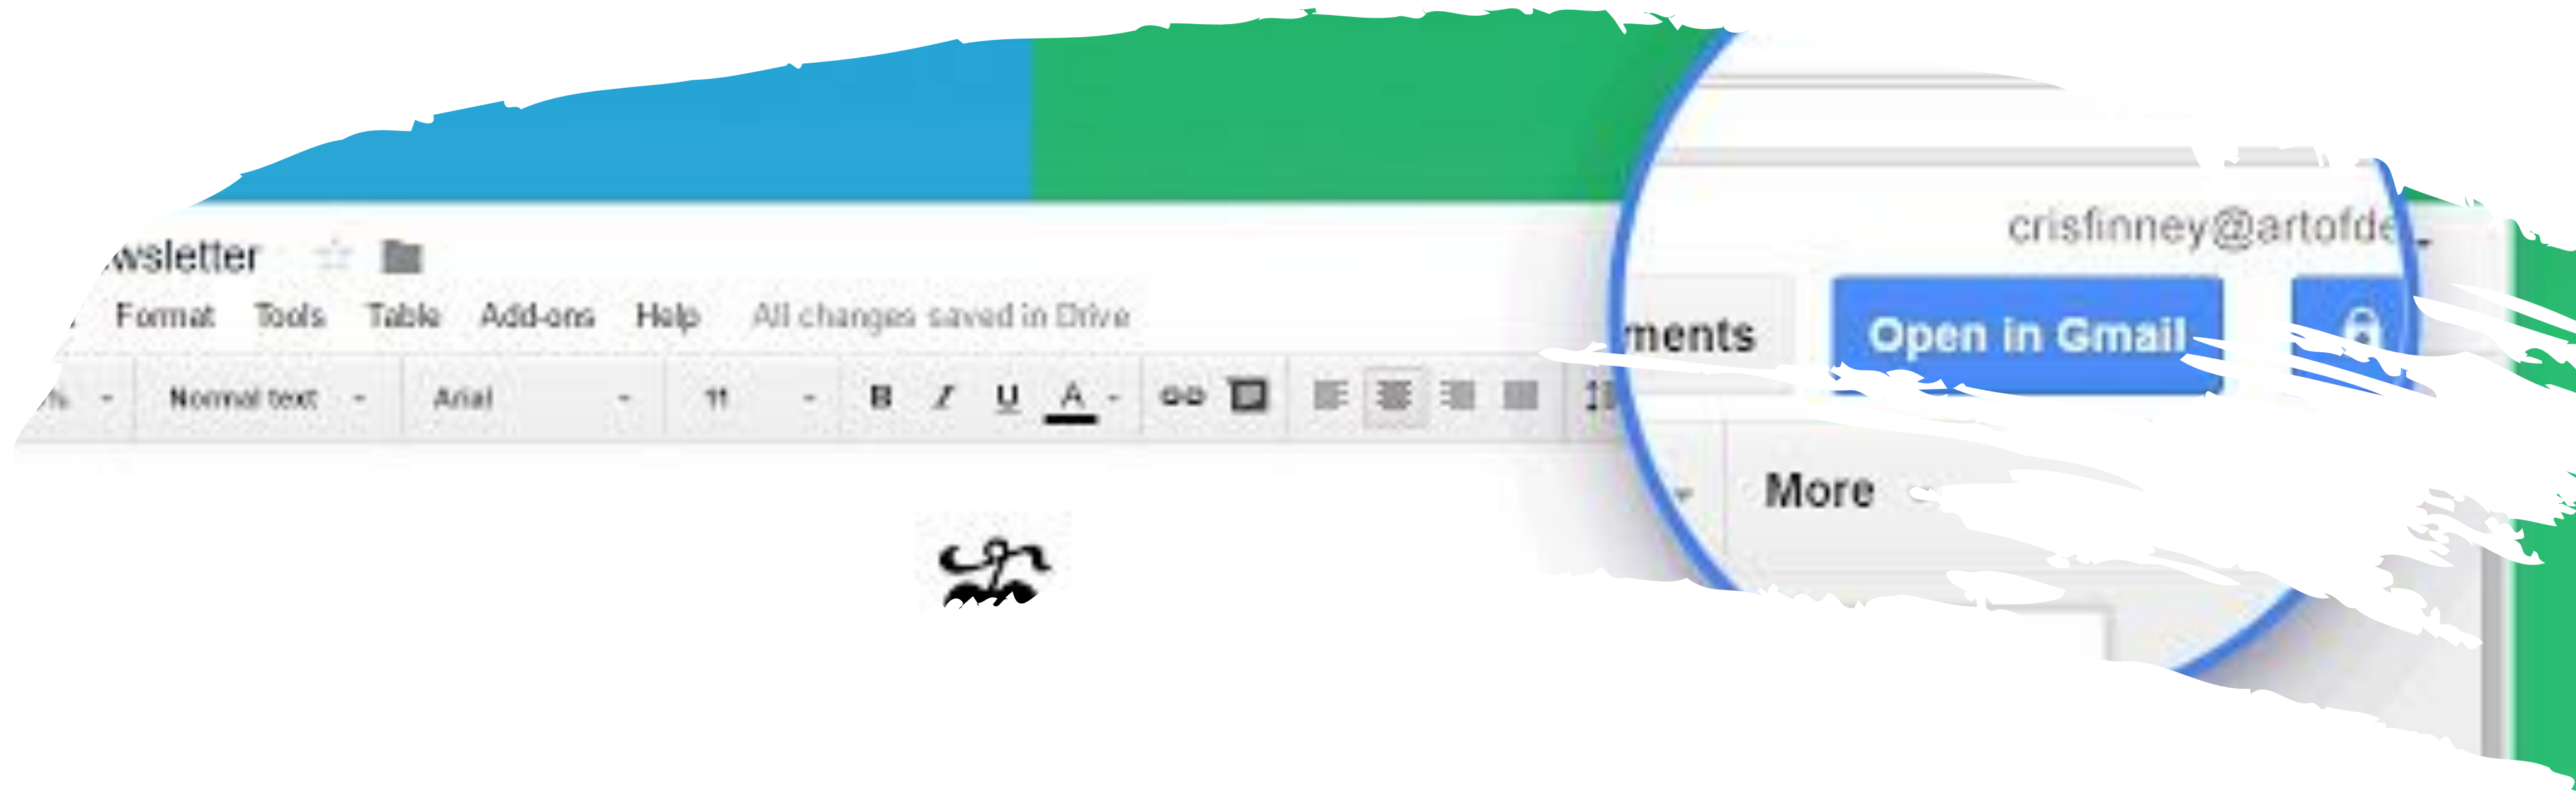 crisfinney@artofde
wsletter
Format Tools Table Add-ons Help All changes saved in Drive
ments Open in Gmail
% Normal text Arial 11 B I U A
More